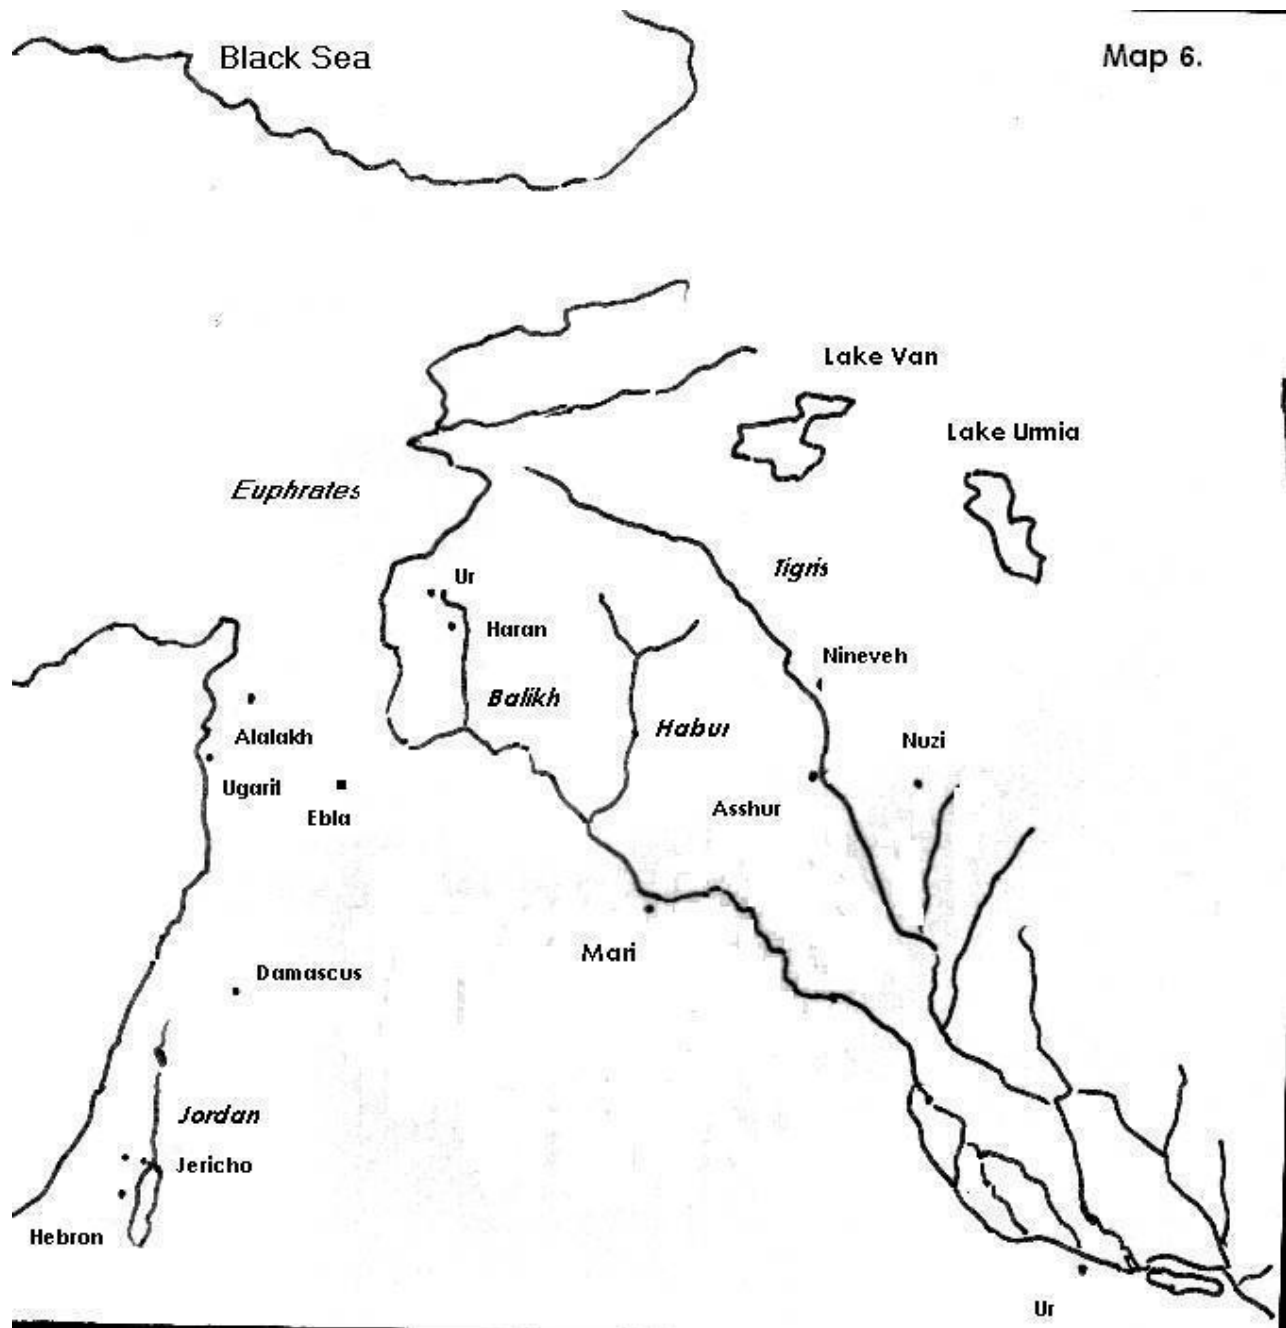 Black Sea
Map 6.
Lake Van
Lake Urmia
Euphrates
Tigris
Ur
Haran
Nineveh
Balikh
Habur
Alalakh
Nuzi
Ugarit
Asshur
Ebla
Mari
Damascus
Jordan
Jericho
Hebron
Ur